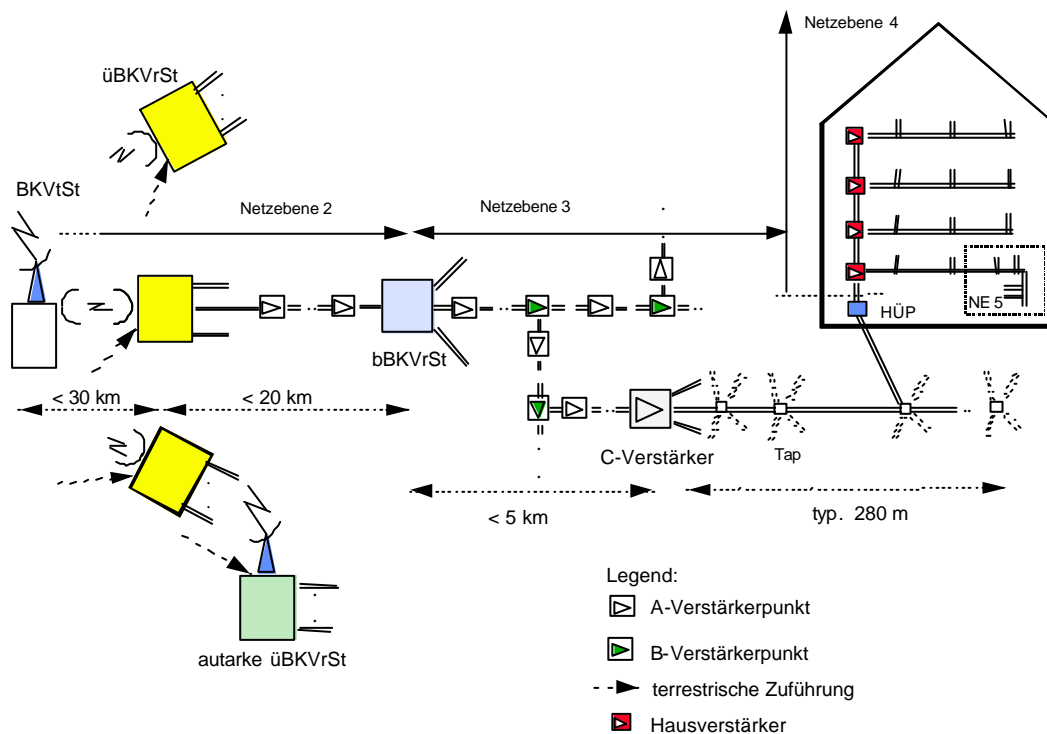 Netzebene 4
üBKVrSt
BKVtSt
Netzebene 2
Netzebene 3
NE 5
HÜP
bBKVrSt
< 30 km
< 20 km
C-Verstärker
Tap
< 5 km
typ. 280 m
Legend:
A-Verstärkerpunkt
B-Verstärkerpunkt
autarke üBKVrSt
terrestrische Zuführung
Hausverstärker